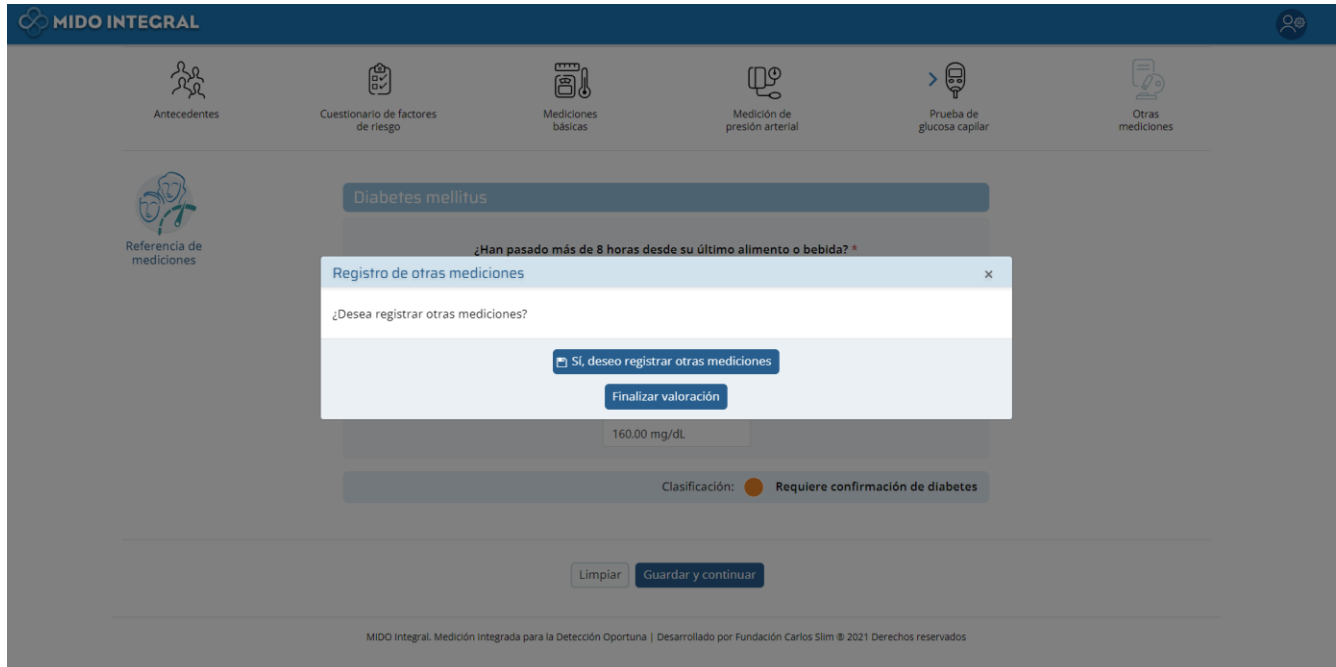 MIDO INTEGRAL
Antecedentes
Cuestionario de factores
de riesgo
Mediciones
básicas
Medición de
presión arterial
Prueba de
glucosa capilar
Otras
mediciones
Referencia de
mediciones
Diabetes mellitus
¿Han pasado más de 8 horas desde su último alimento o bebida? *
Registro de otras mediciones ×
¿Desea registrar otras mediciones?
Sí, deseo registrar otras mediciones
Finalizar valoración
160.00 mg/dL
Clasificación: Requiere confirmación de diabetes
Limpiar Guardar y continuar
MIDO Integral. Medición Integrada para la Detección Oportuna | Desarrollado por Fundación Carlos Slim ® 2021 Derechos reservados